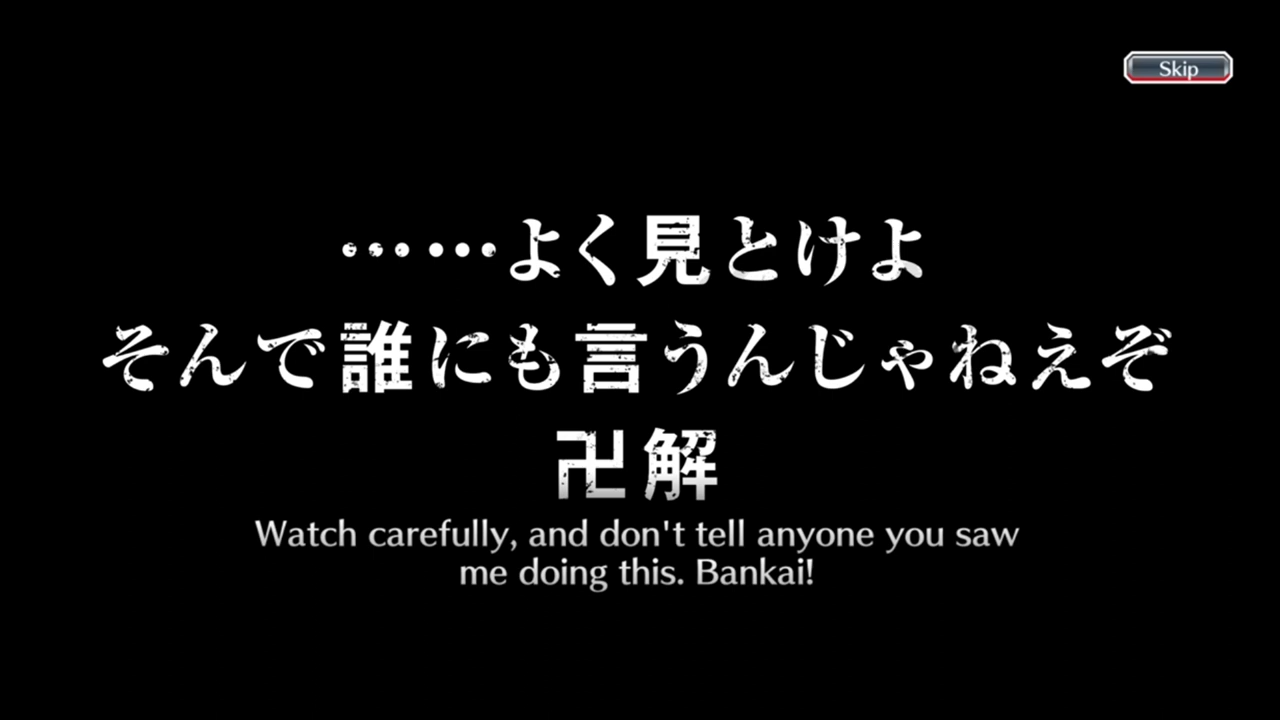 Skip
……よく見とけよ
そんで誰にも言うんじゃねえぞ
卍解
Watch carefully, and don't tell anyone you saw
me doing this. Bankai!